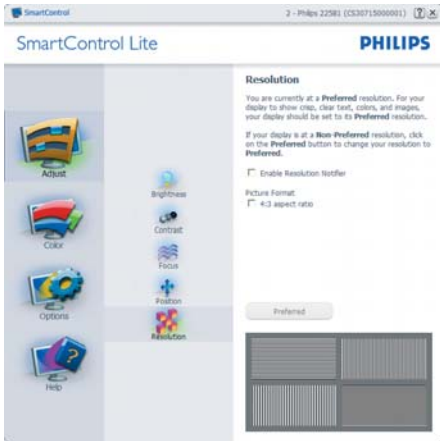 SmartControl
2 - Philips 225B1 (CS30715000001)
SmartControl Lite
PHILIPS
Adjust
Color
Options
Help
Brightness
Contrast
Focus
Position
Resolution
Resolution
You are currently at a Preferred resolution. For your
display to show crisp, clear text, colors, and images,
your display should be set to its Preferred resolution.
If your display is at a Non-Preferred resolution, click
on the Preferred button to change your resolution to
Preferred.
Enable Resolution Notifier
Picture Format
4:3 aspect ratio
Preferred